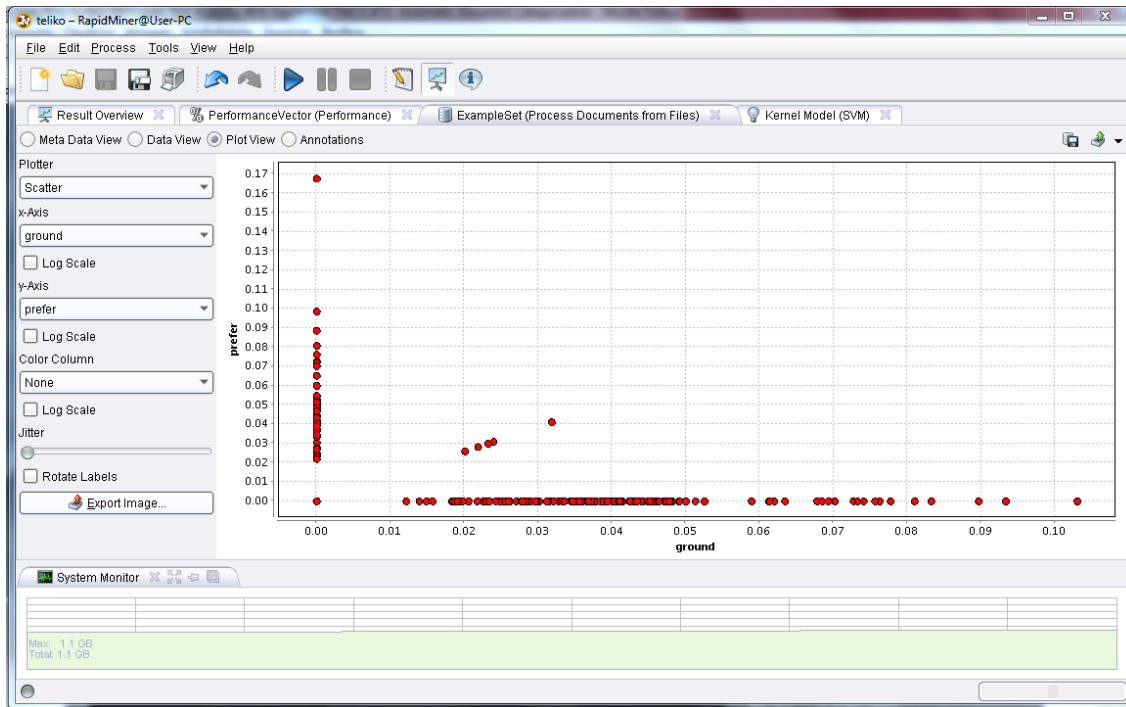 teliko – RapidMiner@User-PC
File Edit Process Tools View Help
Result Overview PerformanceVector (Performance) ExampleSet (Process Documents from Files) Kernel Model (SVM)
Meta Data View Data View Plot View Annotations
Plotter
Scatter
x-Axis
ground
Log Scale
y-Axis
prefer
Log Scale
Color Column
None
Log Scale
Jitter
Rotate Labels
Export Image...
0.17
0.16
0.15
0.14
0.13
0.12
0.11
0.10
0.09
0.08
0.07
0.06
0.05
0.04
0.03
0.02
0.01
0.00
prefer
0.00 0.01 0.02 0.03 0.04 0.05 0.06 0.07 0.08 0.09 0.10
ground
System Monitor
Max: 1.1 GB
Total: 1.1 GB